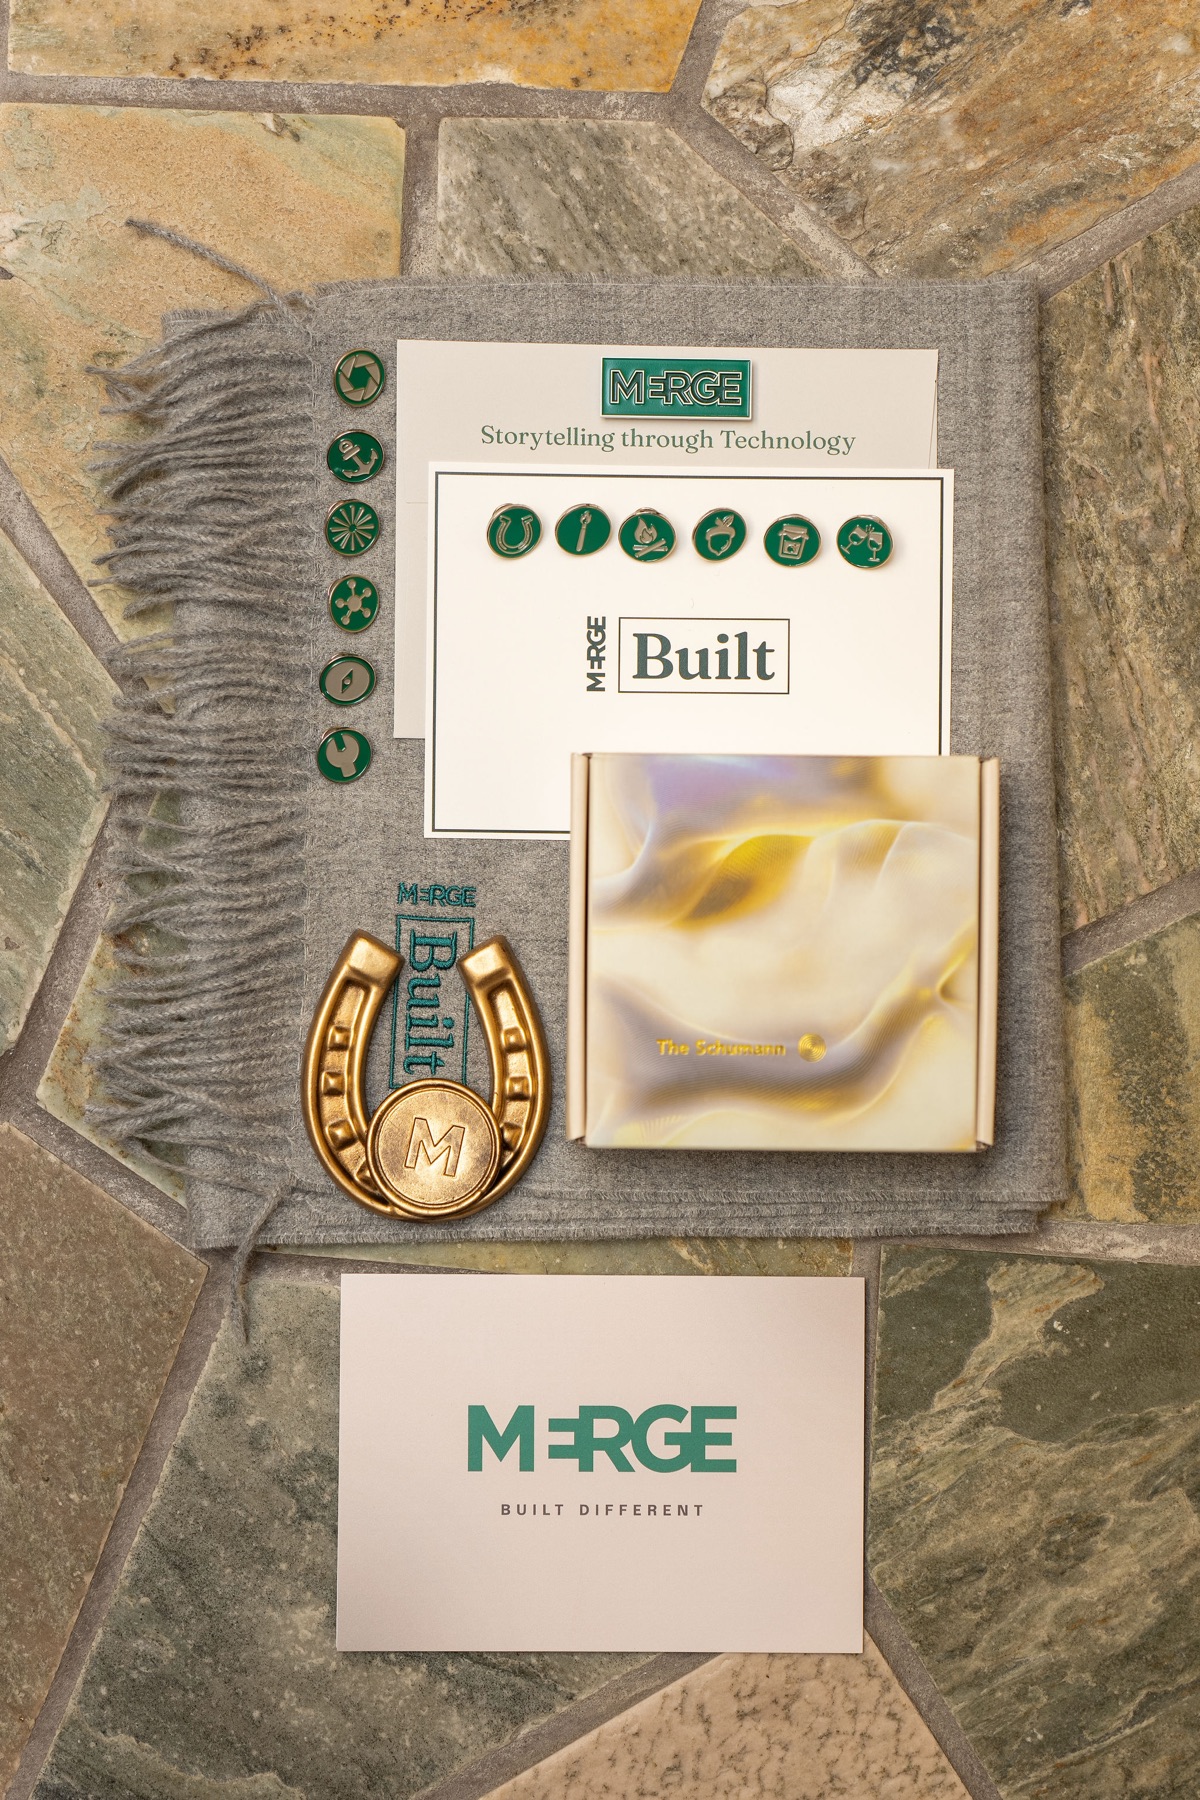 MERGE
Storytelling through Technology
MERGE
Built
MERGE
Built
M
The Schumann
MERGE
BUILT DIFFERENT